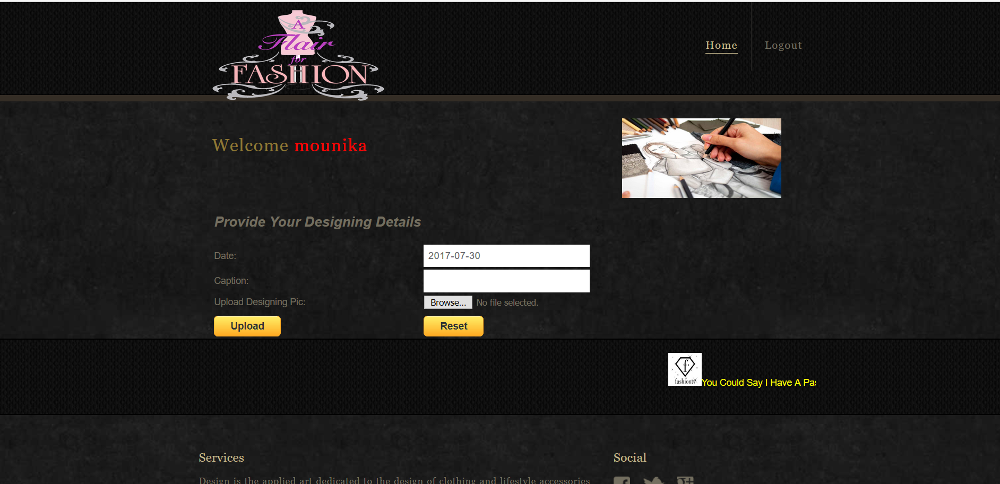 A
Flair
for
FASHION
Home
Logout
Welcome mounika
Provide Your Designing Details
Date:
2017-07-30
Caption:
Upload Designing Pic:
Browse...
No file selected.
Upload
Reset
f
fashiontv
You Could Say I Have A Pas
Services
Social
Design is the applied art dedicated to the design of clothing and lifestyle accessories